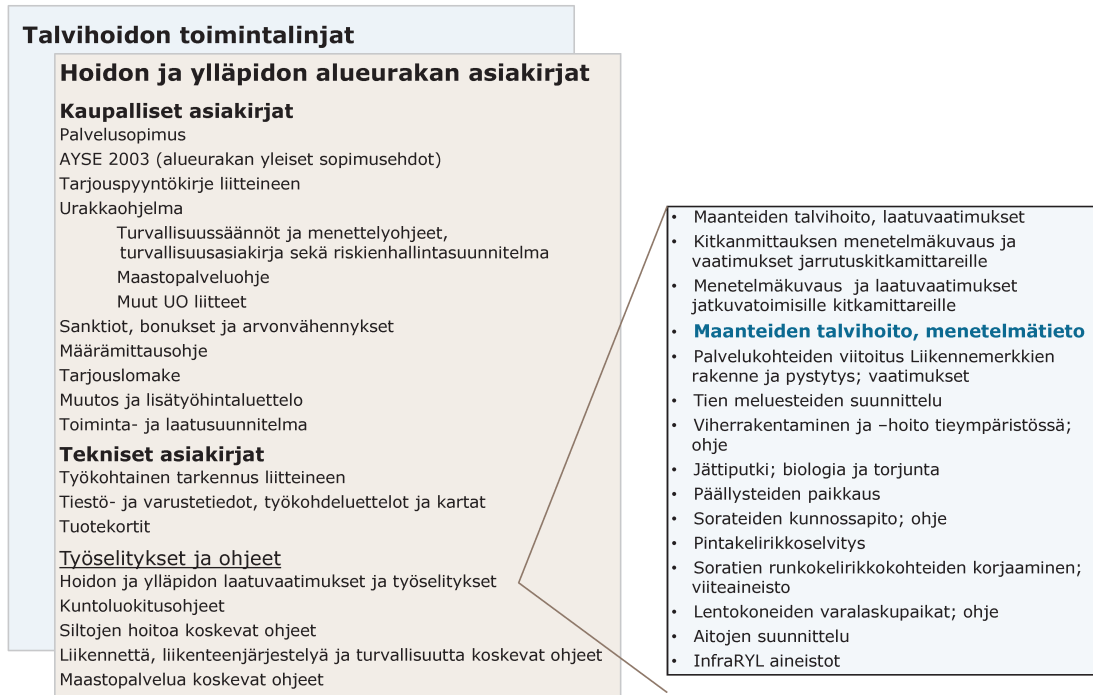 Talvihoidon toimintalinjat
Hoidon ja ylläpidon alueurakan asiakirjat
Kaupalliset asiakirjat
Palvelusopimus
AYSE 2003 (alueurakan yleiset sopimusehdot)
Tarjouspyyntökirje liitteineen
Urakkaohjelma
Turvallisuussäännöt ja menettelyohjeet,
turvallisuusasiakirja sekä riskienhallintasuunnitelma
Maastopalveluohje
Muut UO liitteet
Sanktiot, bonukset ja arvonvähennykset
Määrämittausohje
Tarjouslomake
Muutos ja lisätyöhintaluettelo
Toiminta- ja laatusuunnitelma
Tekniset asiakirjat
Työkohtainen tarkennus liitteineen
Tiestö- ja varustetiedot, työkohdeluettelot ja kartat
Tuotekortit
Työselitykset ja ohjeet
Hoidon ja ylläpidon laatuvaatimukset ja työselitykset
Kuntoluokitusohjeet
Siltojen hoitoa koskevat ohjeet
Liikennettä, liikenteenjärjestelyä ja turvallisuutta koskevat ohjeet
Maastopalvelua koskevat ohjeet
• Maanteiden talvihoito, laatuvaatimukset
• Kitkanmittauksen menetelmäkuvaus ja
vaatimukset jarrutuskitkamittareille
• Menetelmäkuvaus ja laatuvaatimukset
jatkuvatoimisille kitkamittareille
• Maanteiden talvihoito, menetelmätieto
• Palvelukohteiden viitoitus Liikennemerkkien
rakenne ja pystytys; vaatimukset
• Tien meluesteiden suunnittelu
• Viherrakentaminen ja –hoito tieympäristössä;
ohje
• Jättiputki; biologia ja torjunta
• Päällysteiden paikkaus
• Sorateiden kunnossapito; ohje
• Pintakelirikkoselvitys
• Soratien runkokelirikkokohteiden korjaaminen;
viiteaineisto
• Lentokoneiden varalaskupaikat; ohje
• Aitojen suunnittelu
• InfraRYL aineistot